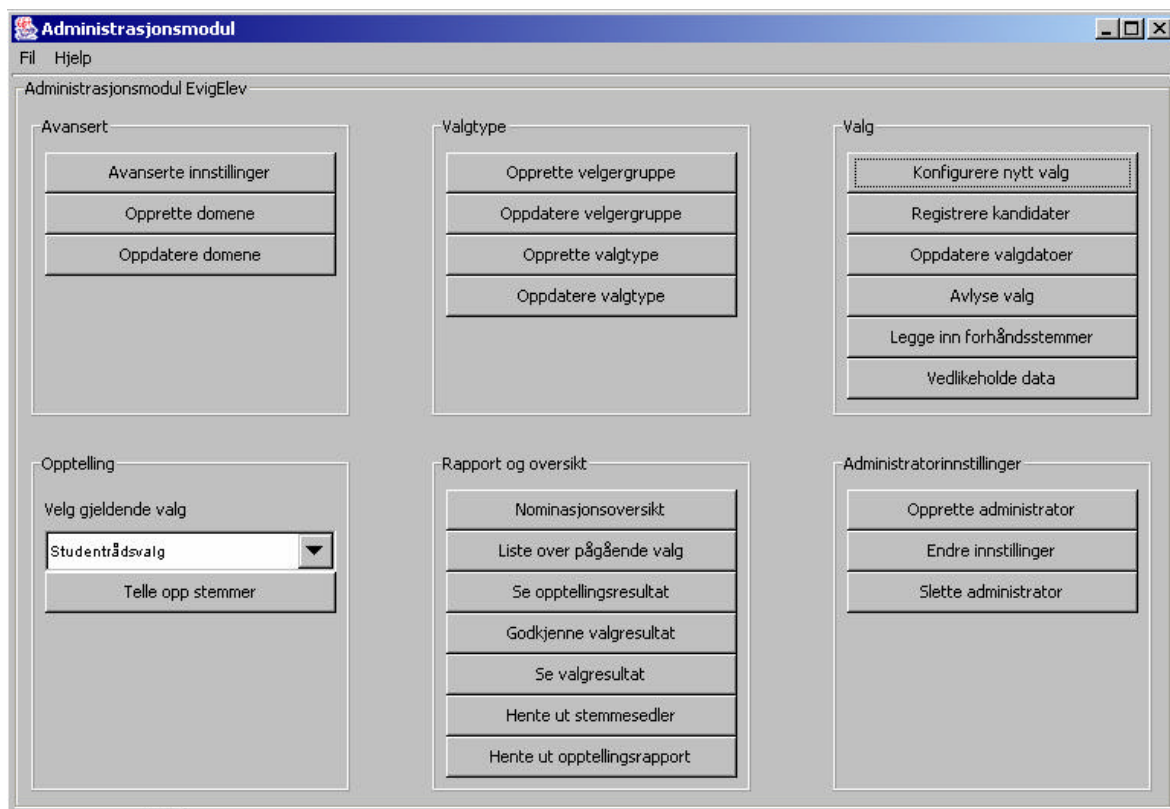 Administrasjonsmodul
Fil Hjelp
Administrasjonsmodul EvigElev
Avansert
Avanserte innstillinger
Opprette domene
Oppdatere domene
Valgtype
Opprette velgergruppe
Oppdatere velgergruppe
Opprette valgtype
Oppdatere valgtype
Valg
Konfigurere nytt valg
Registrere kandidater
Oppdatere valgdatoer
Avlyse valg
Legge inn forhåndsstemmer
Vedlikeholde data
Opptelling
Velg gjeldende valg
Studentrådsvalg
Telle opp stemmer
Rapport og oversikt
Nominasjonsoversikt
Liste over pågående valg
Se opptellingsresultat
Godkjenne valgresultat
Se valgresultat
Hente ut stemmesedler
Hente ut opptellingsrapport
Administratorinnstillinger
Opprette administrator
Endre innstillinger
Slette administrator